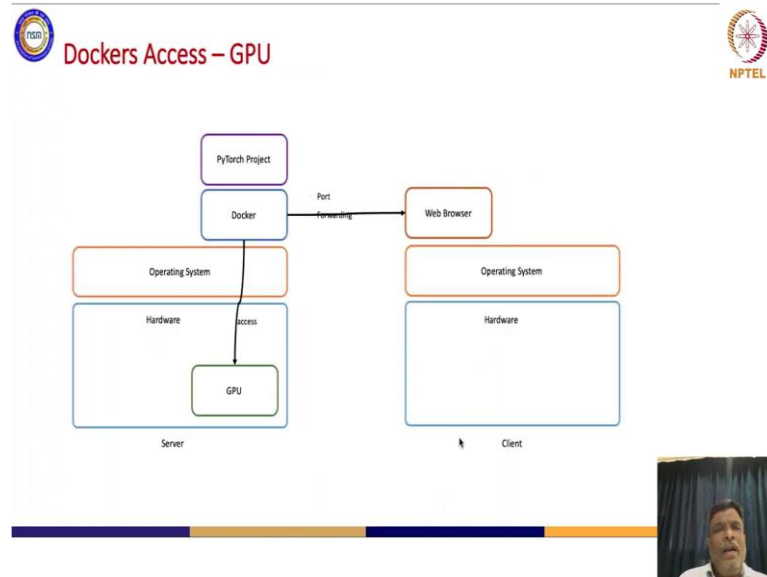 nsm
Dockers Access – GPU
NPTEL
PyTorch Project
Docker
Port
Forwarding
Web Browser
Operating System
Operating System
Hardware
access
Hardware
GPU
Server
Client